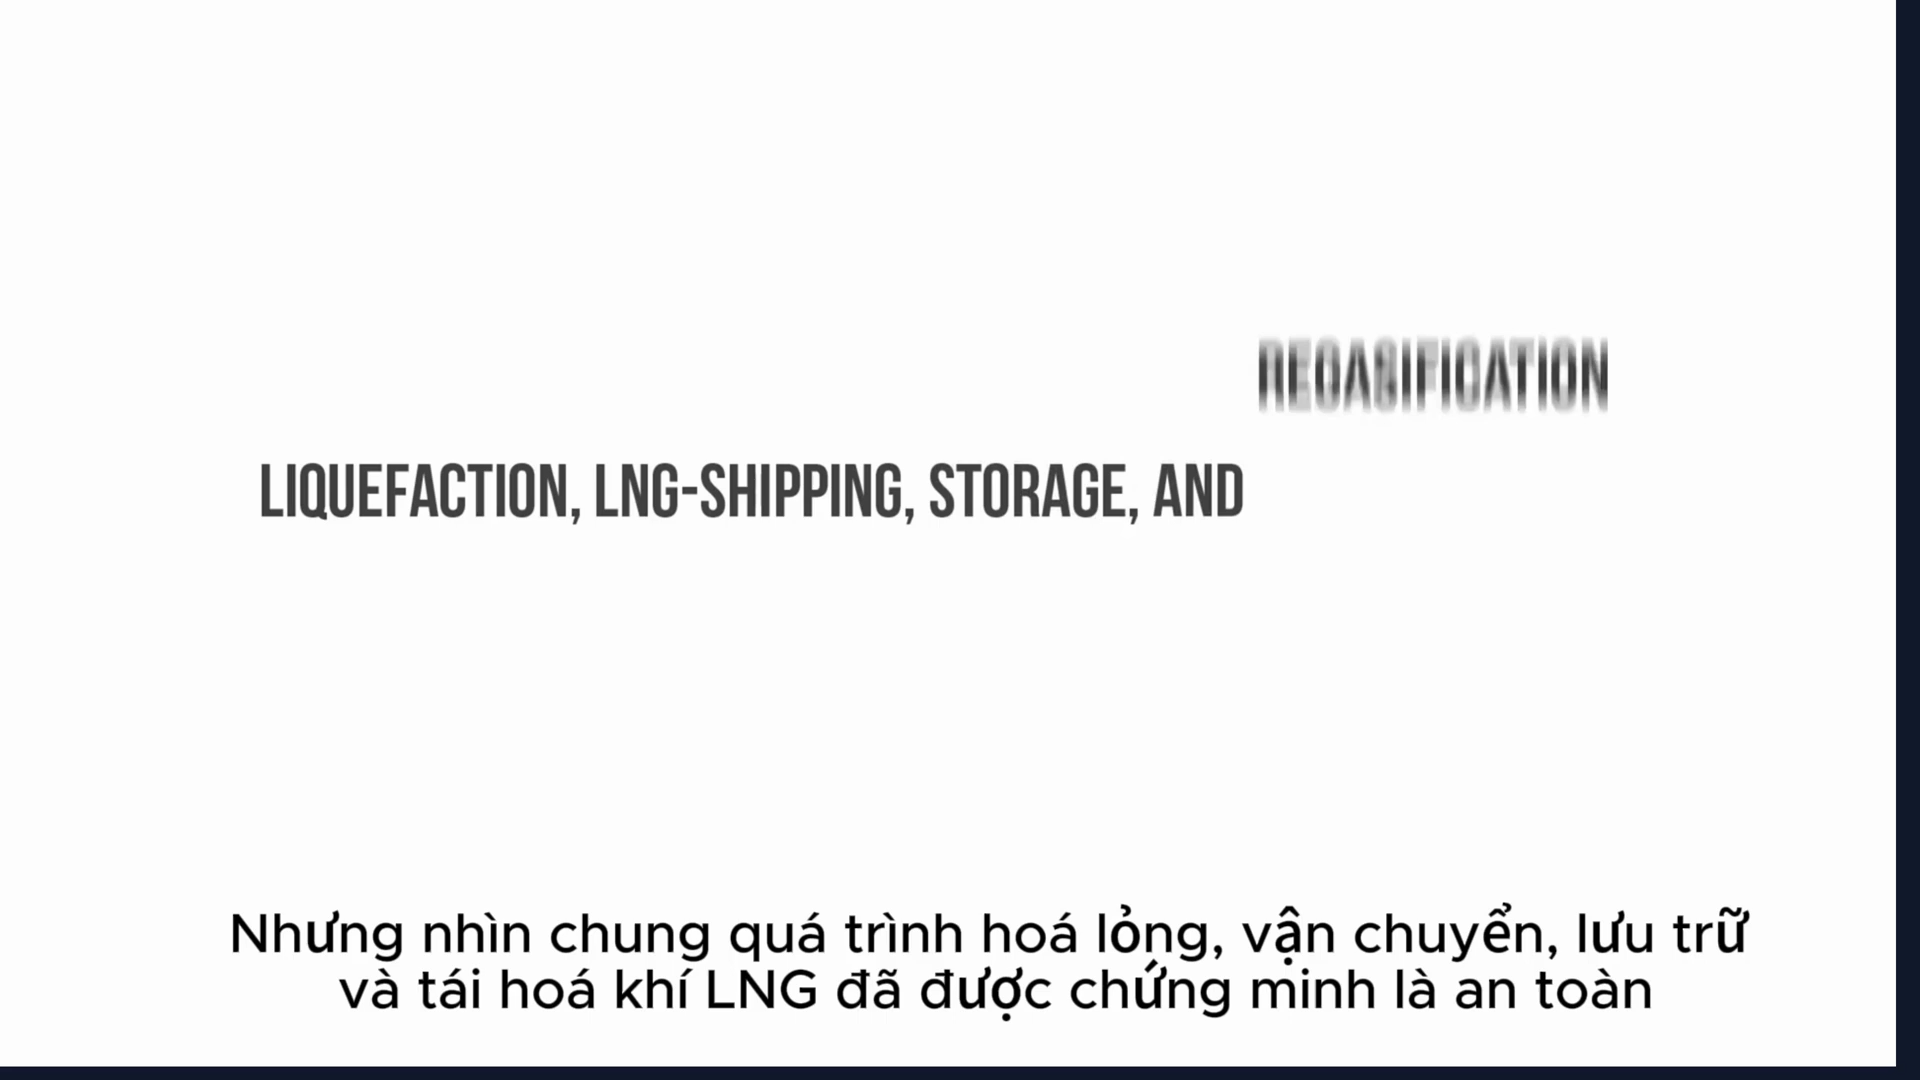 REGASIFICATION
LIQUEFACTION, LNG-SHIPPING, STORAGE, AND
Nhưng nhìn chung quá trình hoá lỏng, vận chuyển, lưu trữ
và tái hoá khí LNG đã được chứng minh là an toàn